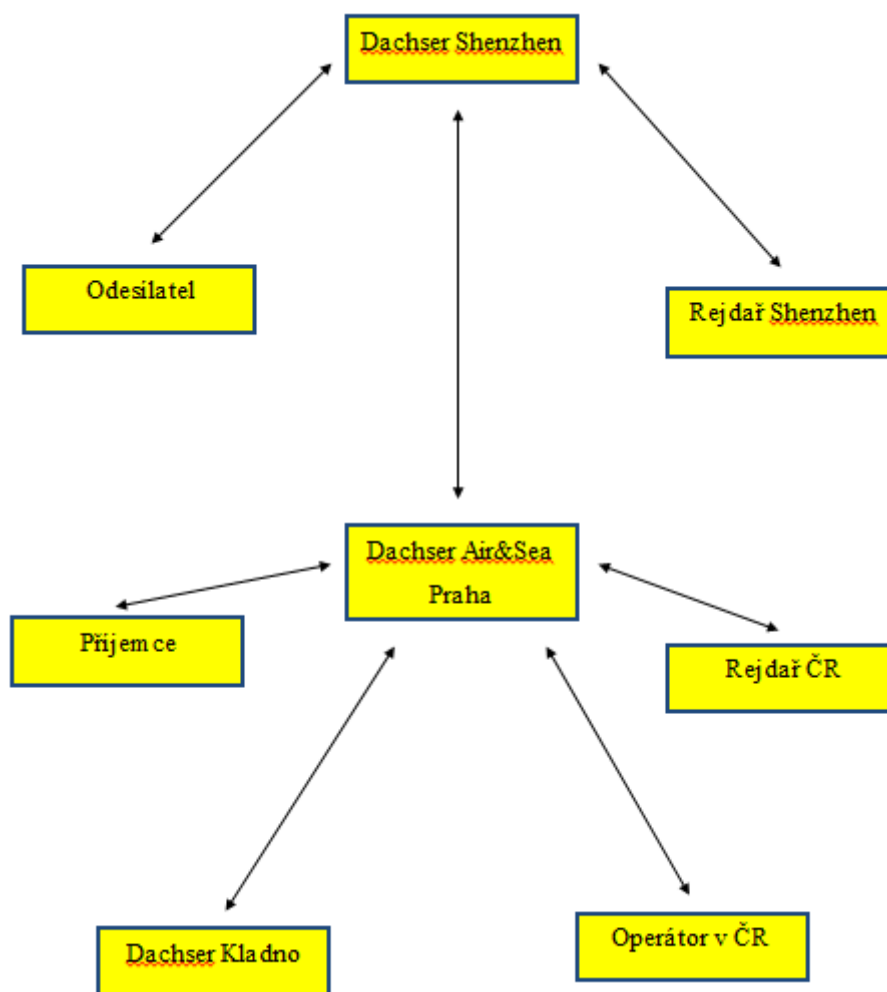 Dachser Shenzhen
Odesilatel
Rejdař Shenzhen
Dachser Air&Sea
Praha
Příjemce
Rejdař ČR
Dachser Kladno
Operátor v ČR